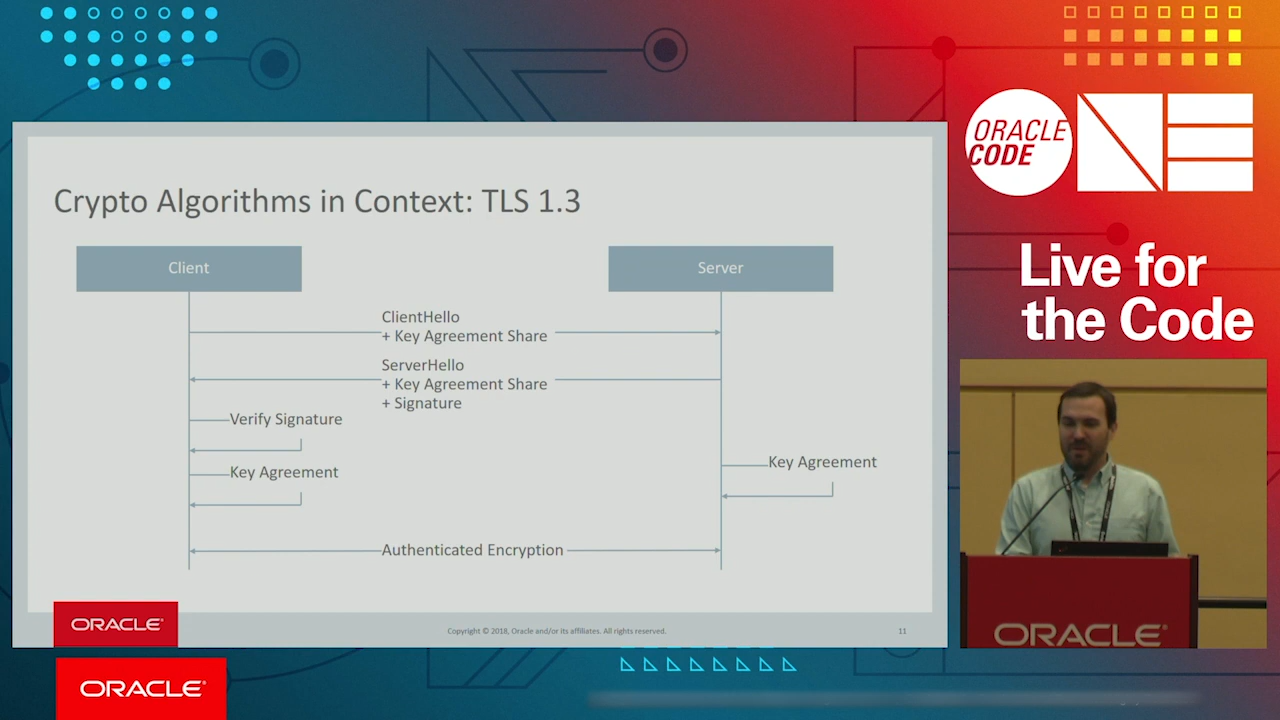 ORACLE
CODE
ONE
Live for
the Code
Crypto Algorithms in Context: TLS 1.3
Client
Server
ClientHello
+ Key Agreement Share
ServerHello
+ Key Agreement Share
+ Signature
Verify Signature
Key Agreement
Key Agreement
Authenticated Encryption
ORACLE®
Copyright © 2018, Oracle and/or its affiliates. All rights reserved.
11
ORACLE®
ORACLE®